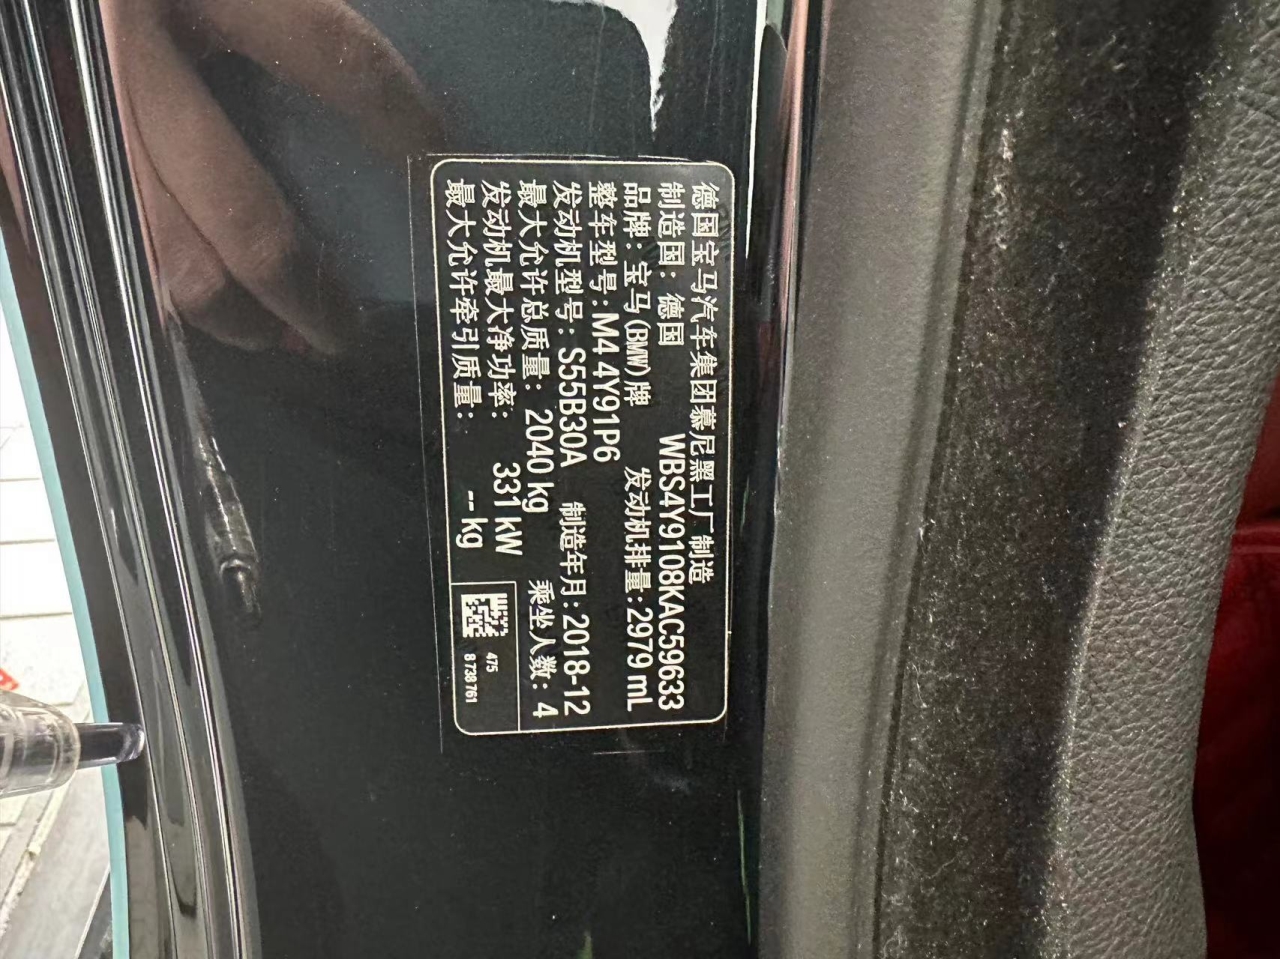 德国宝马汽车集团慕尼黑工厂制造
制造国：德国 WBS4Y9108KAC59633
品牌：宝马(BMW)牌 发动机排量：2979 mL
整车型号：M4 4Y91P6
发动机型号：S55B30A 制造年月：2018-12
最大允许总质量：2040 kg 乘坐人数：4
发动机最大净功率：331 kW
最大允许牵引质量：-- kg
475
8 738 761